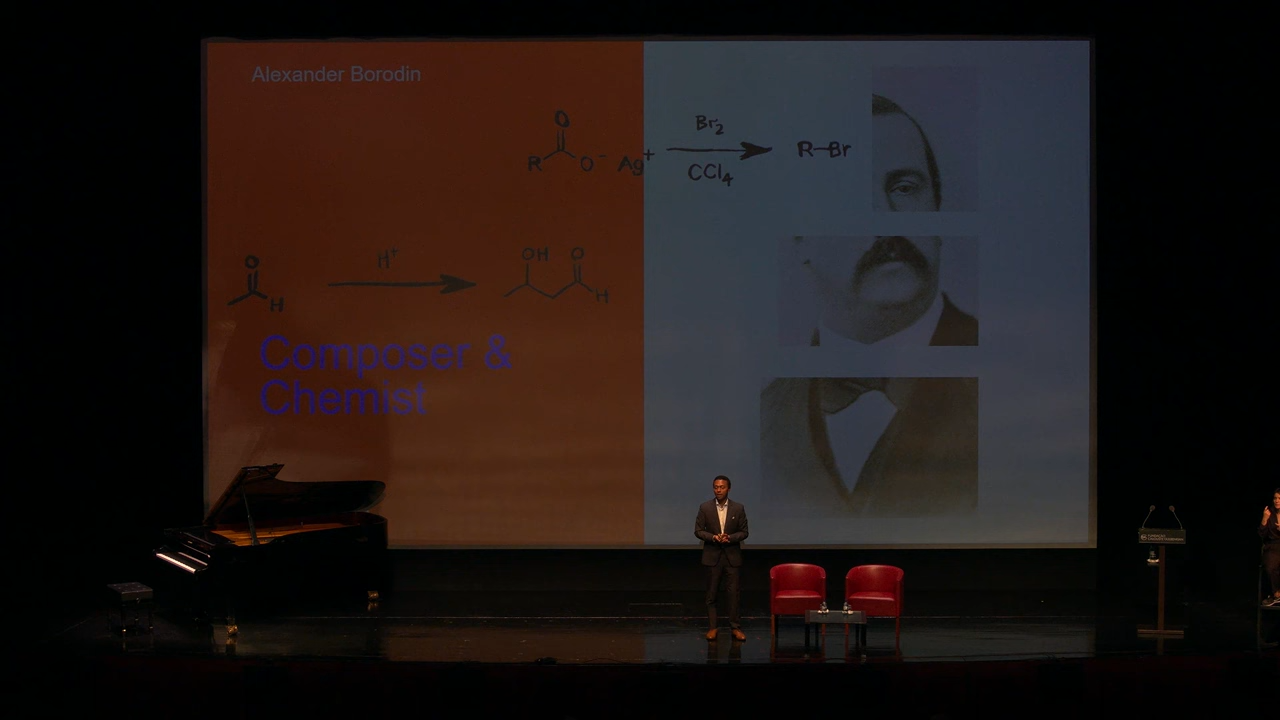 Alexander Borodin
O
R O⁻ Ag⁺
Br₂
CCl₄
R-Br
O
H
H⁺
OH O
H
Composer &
Chemist